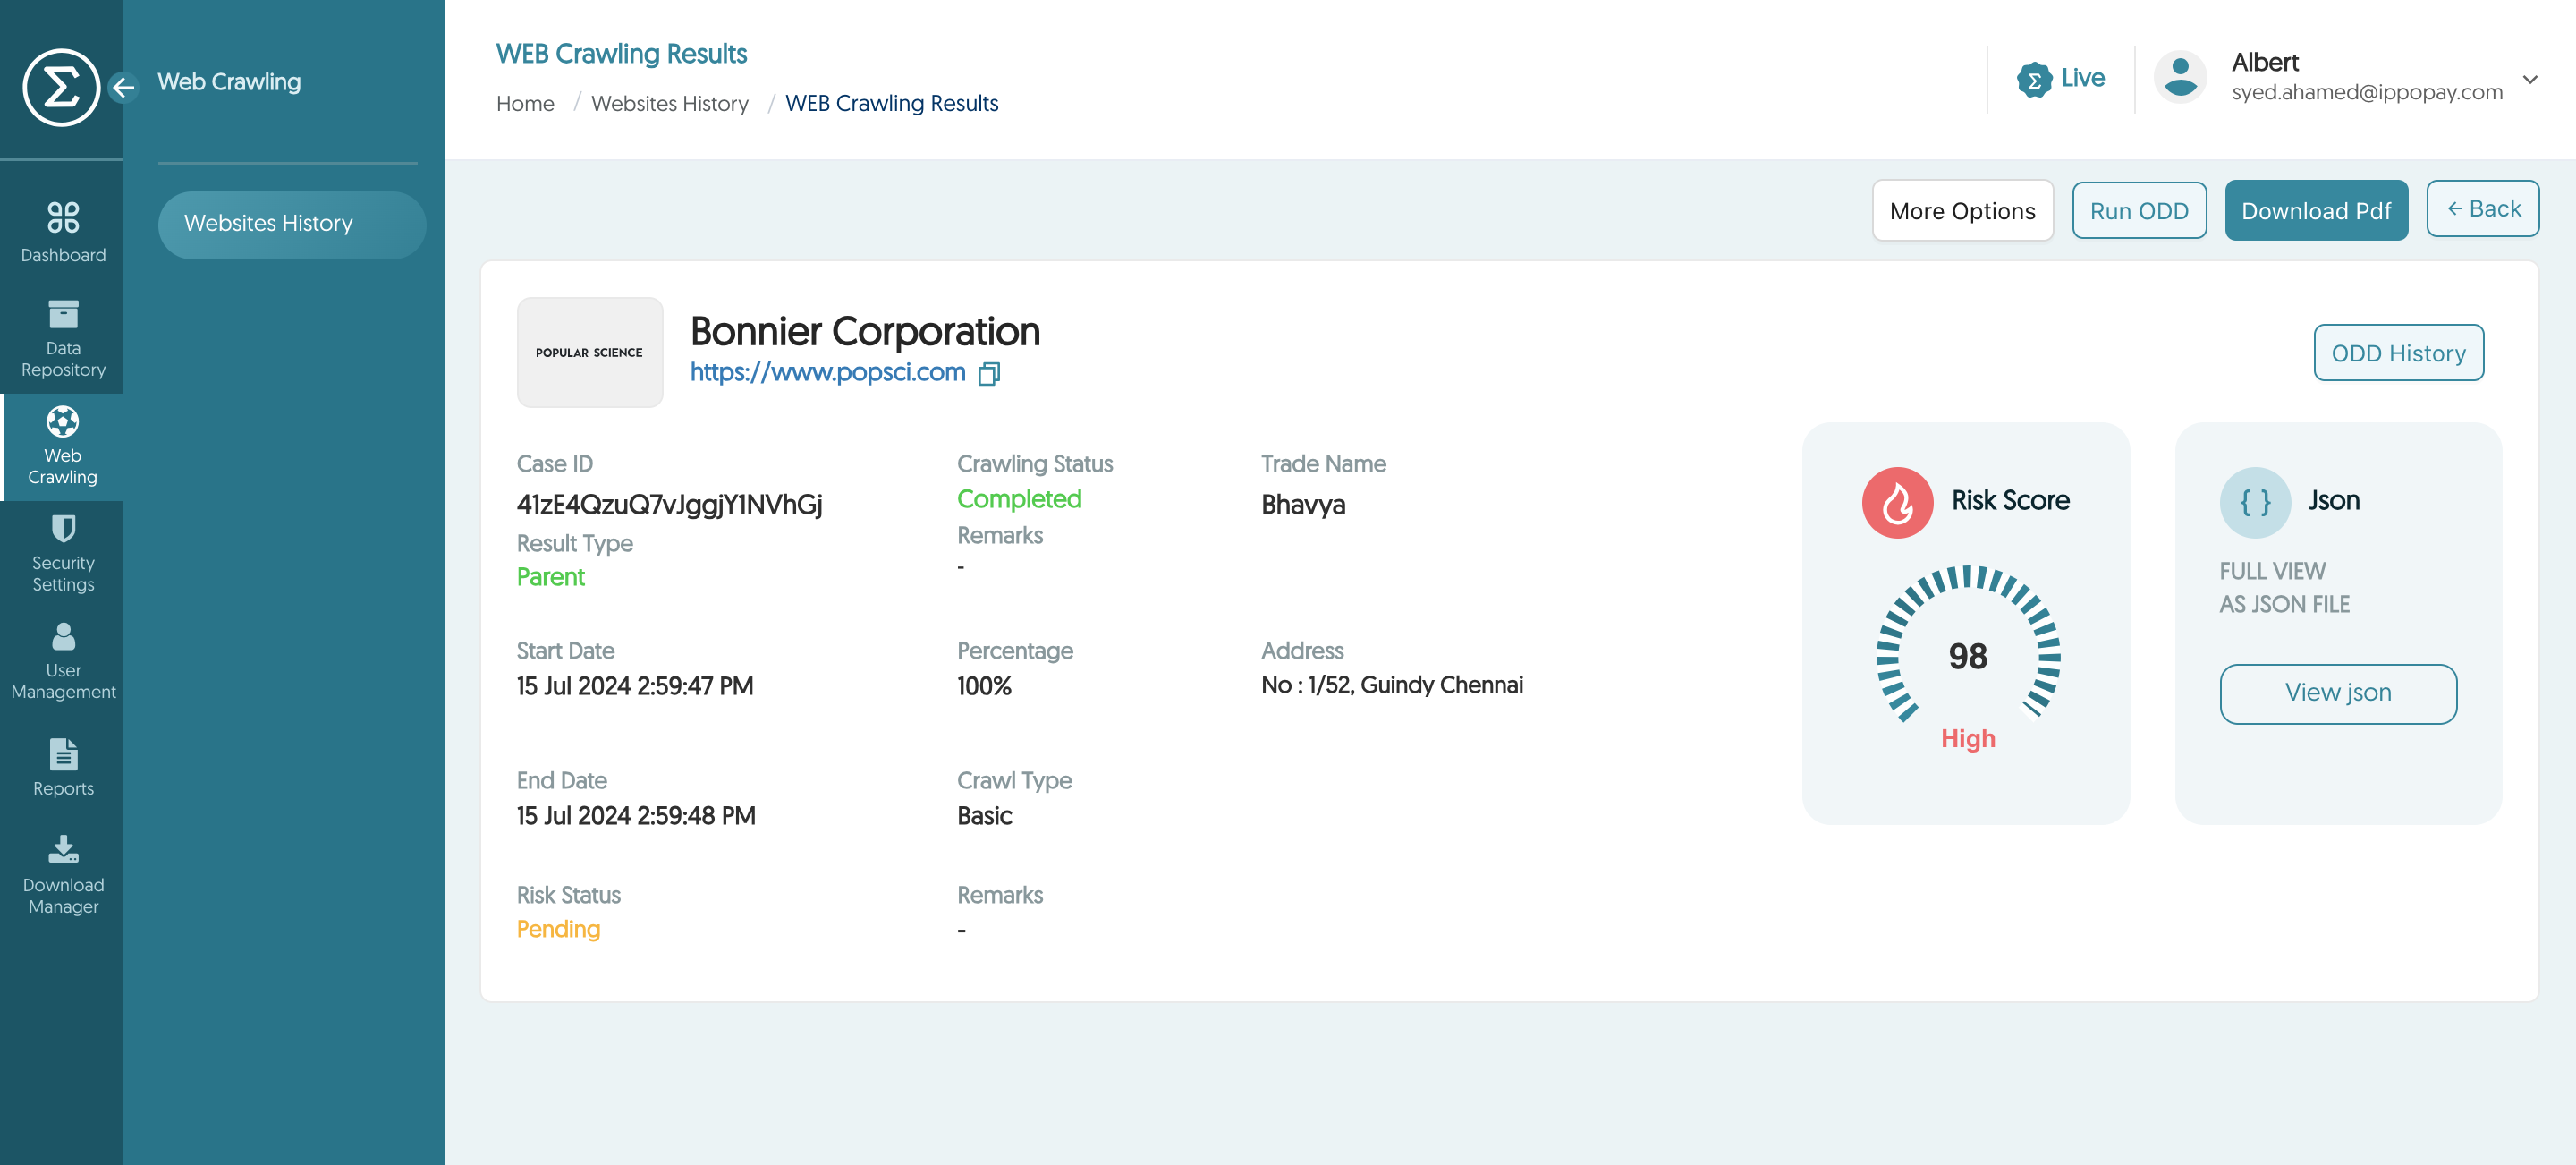 Σ
Web Crawling
Websites History
Dashboard
Data
Repository
Web
Crawling
Security
Settings
User
Management
Reports
Download
Manager
WEB Crawling Results
Home / Websites History / WEB Crawling Results
Σ Live
Albert
syed.ahamed@ippopay.com
More Options
Run ODD
Download Pdf
← Back
POPULAR SCIENCE
Bonnier Corporation
https://www.popsci.com
ODD History
Case ID
41zE4QzuQ7vJggjY1NVhGj
Result Type
Parent
Crawling Status
Completed
Remarks
-
Trade Name
Bhavya
Start Date
15 Jul 2024 2:59:47 PM
Percentage
100%
Address
No : 1/52, Guindy Chennai
End Date
15 Jul 2024 2:59:48 PM
Crawl Type
Basic
Risk Status
Pending
Remarks
-
Risk Score
98
High
{ } Json
FULL VIEW
AS JSON FILE
View json